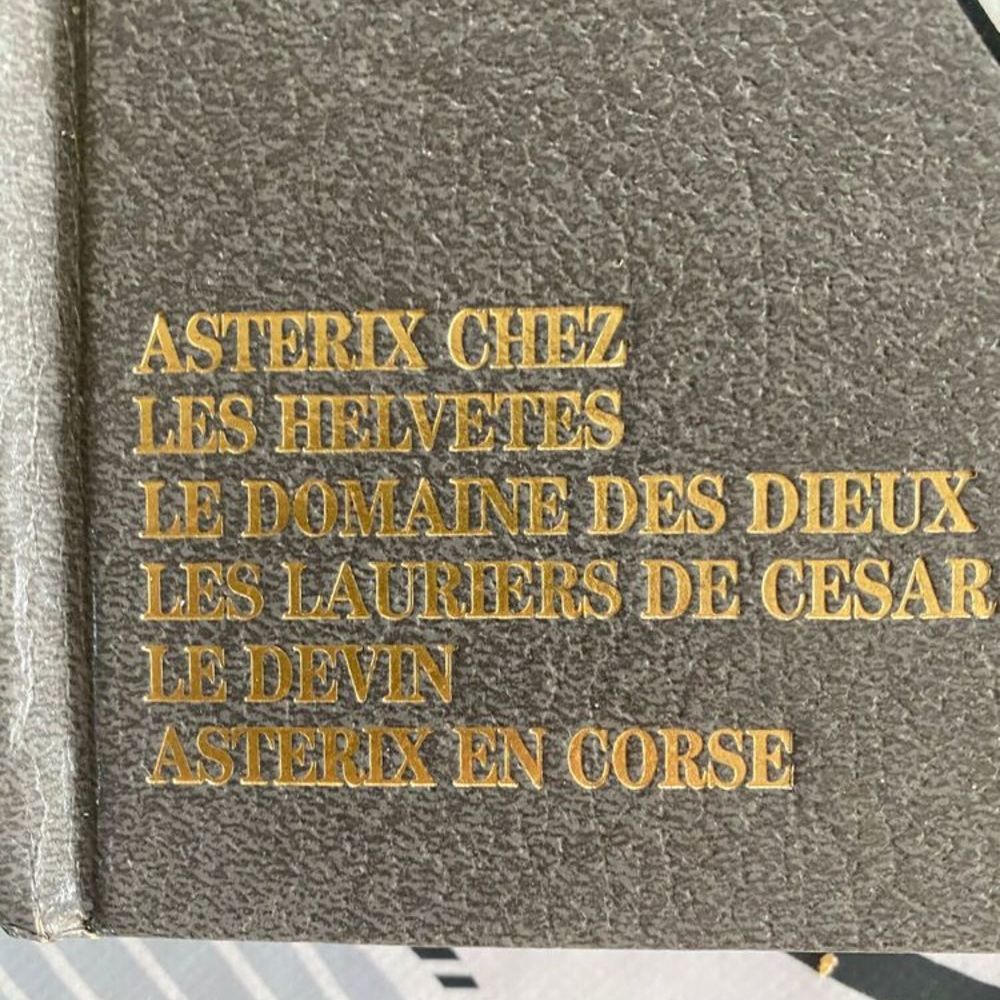 ASTERIX CHEZ
LES HELVETES
LE DOMAINE DES DIEUX
LES LAURIERS DE CESAR
LE DEVIN
ASTERIX EN CORSE